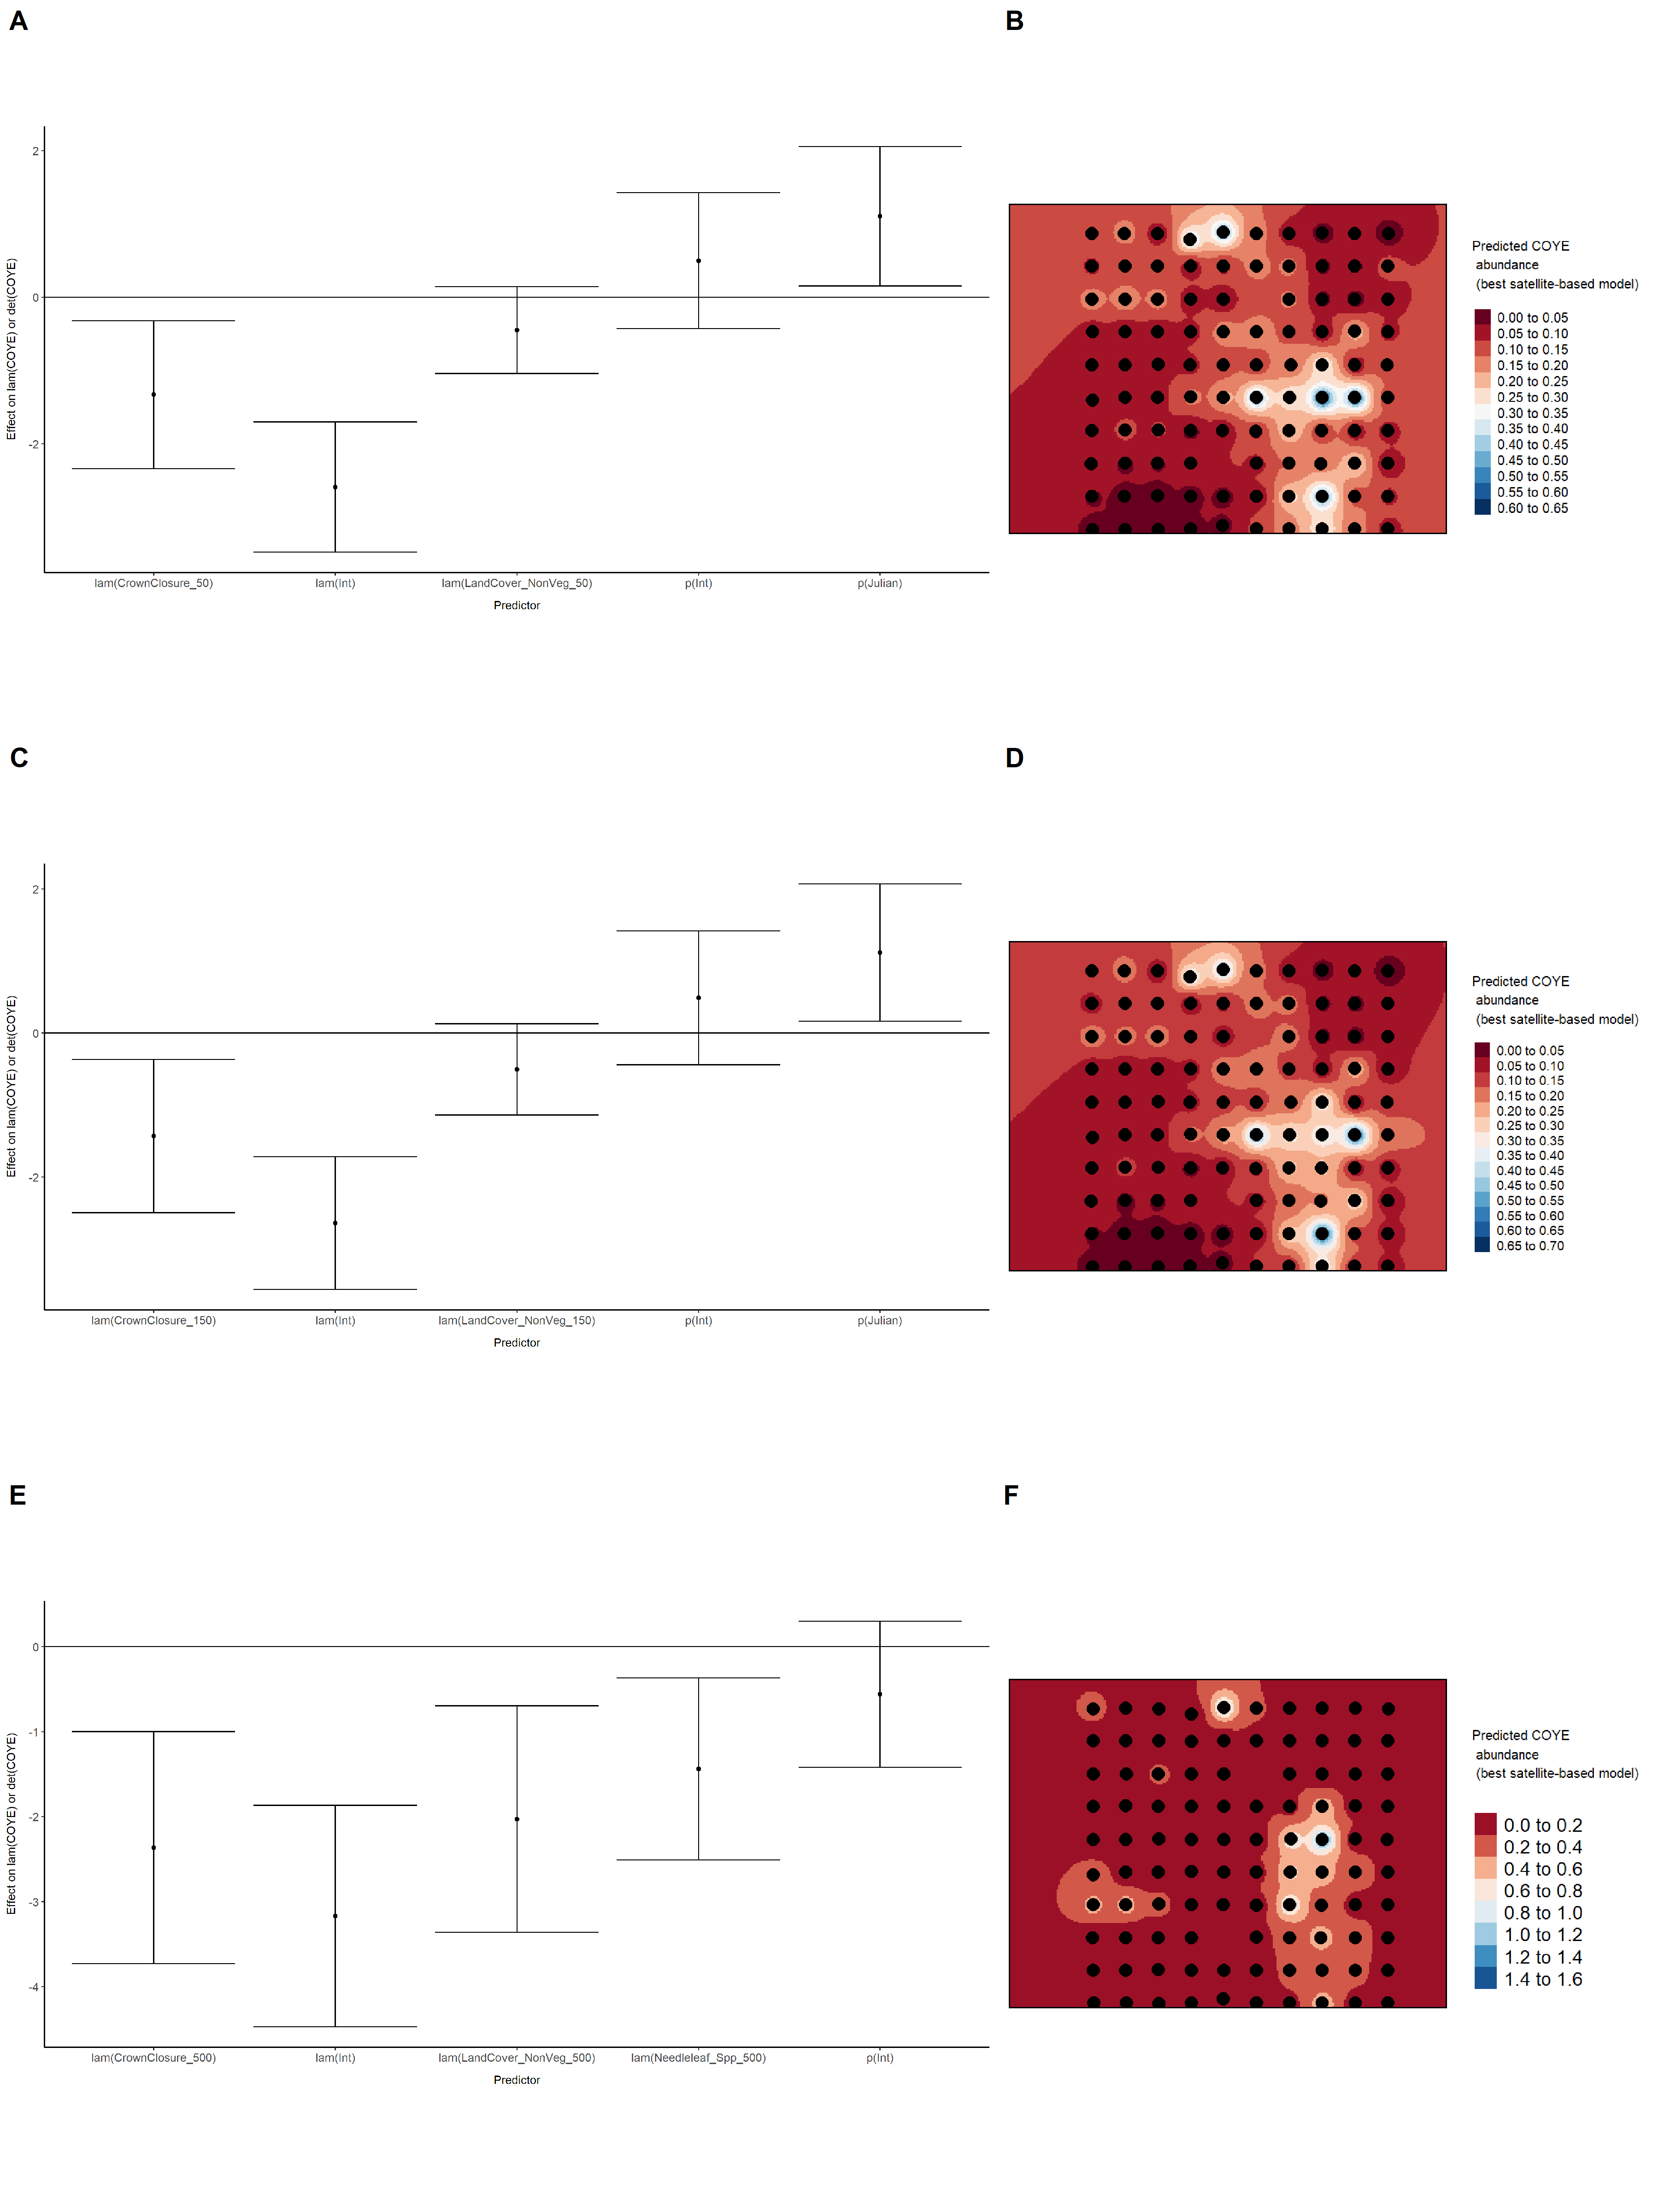 A
B
Effect on lam(COYE) or det(COYE)
2
0
-2
lam(CrownClosure_50)
lam(Int)
lam(LandCover_NonVeg_50)
p(Int)
p(Julian)
Predictor
Predicted COYE
abundance
(best satellite-based model)
0.00 to 0.05
0.05 to 0.10
0.10 to 0.15
0.15 to 0.20
0.20 to 0.25
0.25 to 0.30
0.30 to 0.35
0.35 to 0.40
0.40 to 0.45
0.45 to 0.50
0.50 to 0.55
0.55 to 0.60
0.60 to 0.65
C
D
Effect on lam(COYE) or det(COYE)
2
0
-2
lam(CrownClosure_150)
lam(Int)
lam(LandCover_NonVeg_150)
p(Int)
p(Julian)
Predictor
Predicted COYE
abundance
(best satellite-based model)
0.00 to 0.05
0.05 to 0.10
0.10 to 0.15
0.15 to 0.20
0.20 to 0.25
0.25 to 0.30
0.30 to 0.35
0.35 to 0.40
0.40 to 0.45
0.45 to 0.50
0.50 to 0.55
0.55 to 0.60
0.60 to 0.65
0.65 to 0.70
E
F
Effect on lam(COYE) or det(COYE)
0
-1
-2
-3
-4
lam(CrownClosure_500)
lam(Int)
lam(LandCover_NonVeg_500)
lam(Needleleaf_Spp_500)
p(Int)
Predictor
Predicted COYE
abundance
(best satellite-based model)
0.0 to 0.2
0.2 to 0.4
0.4 to 0.6
0.6 to 0.8
0.8 to 1.0
1.0 to 1.2
1.2 to 1.4
1.4 to 1.6